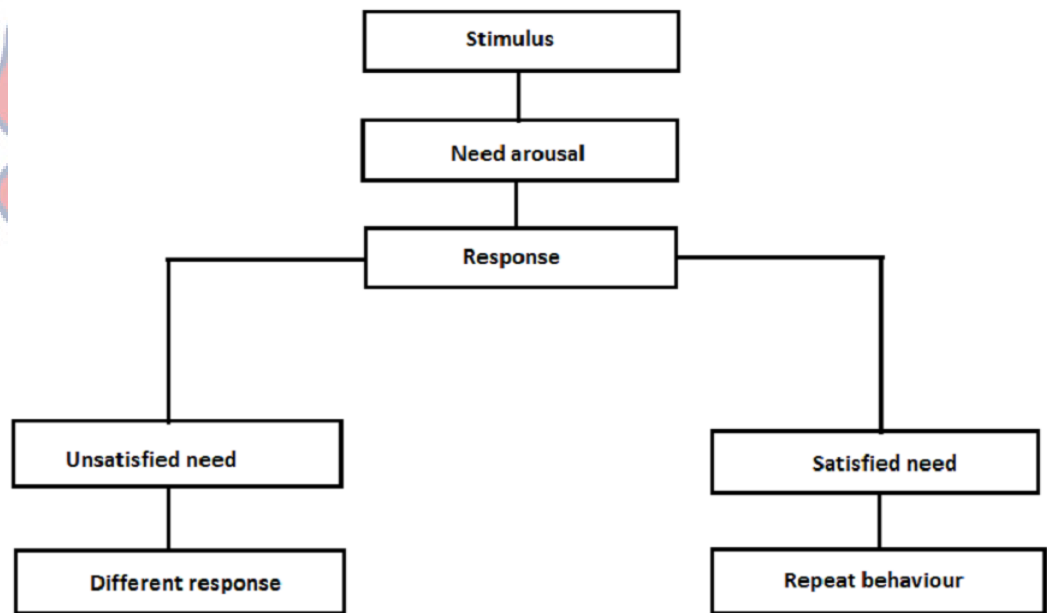 Stimulus
Need arousal
Response
Unsatisfied need
Satisfied need
Different response
Repeat behaviour